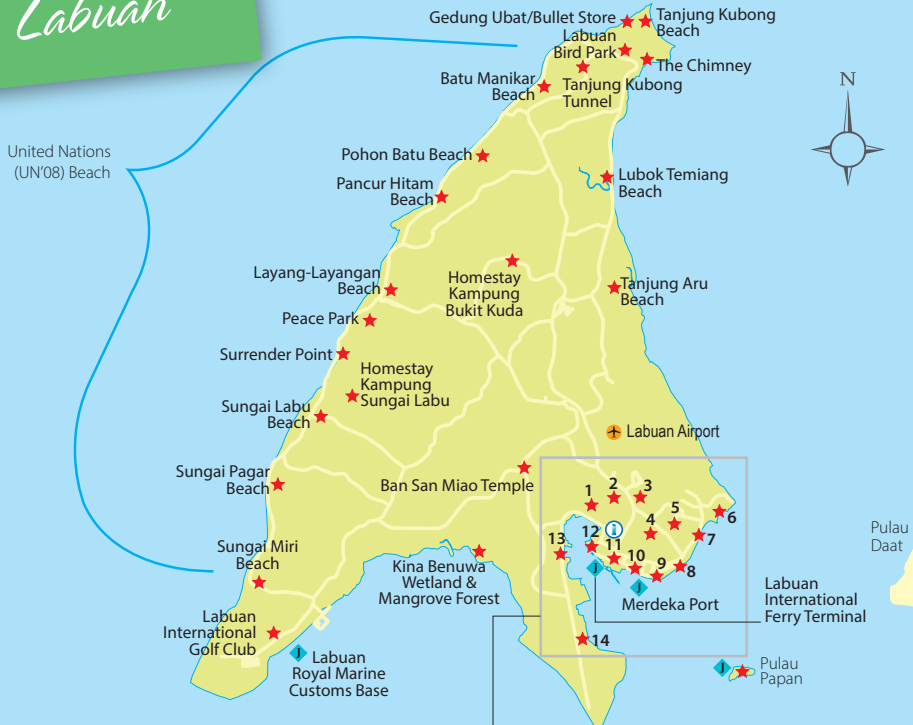 Labuan
Gedung Ubat/Bullet Store
Tanjung Kubong
Beach
Labuan
Bird Park
The Chimney
Batu Manikar
Beach
Tanjung Kubong
Tunnel
N
United Nations
(UN'08) Beach
Pohon Batu Beach
Pancur Hitam
Beach
Lubok Temiang
Beach
Layang-Layangan
Beach
Homestay
Kampung
Bukit Kuda
Tanjung Aru
Beach
Peace Park
Surrender Point
Homestay
Kampung
Sungai Labu
Sungai Labu
Beach
Labuan Airport
Sungai Pagar
Beach
Ban San Miao Temple
1
2
3
4
5
6
7
8
9
10
11
12
13
14
i
Pulau
Daat
Sungai Miri
Beach
Kina Benuwa
Wetland &
Mangrove Forest
J
J
Merdeka Port
Labuan
International
Ferry Terminal
Labuan
International
Golf Club
J
Labuan
Royal Marine
Customs Base
J
Pulau
Papan